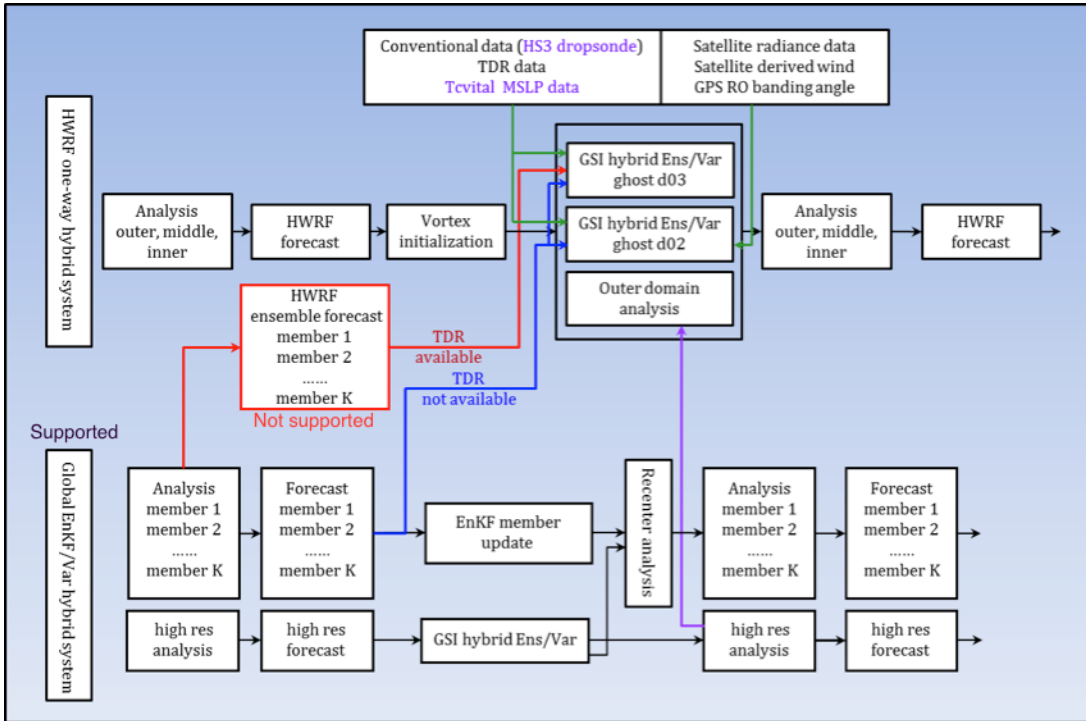 Conventional data (HS3 dropsonde)
TDR data
Tcvital MSLP data
Satellite radiance data
Satellite derived wind
GPS RO banding angle
HWRF one-way hybrid system
Analysis
outer, middle,
inner
HWRF
forecast
Vortex
initialization
GSI hybrid Ens/Var
ghost d03
GSI hybrid Ens/Var
ghost d02
Outer domain
analysis
Analysis
outer, middle,
inner
HWRF
forecast
HWRF
ensemble forecast
member 1
member 2
......
member K
Not supported
TDR
available
TDR
not available
Supported
Global EnKF/Var hybrid system
Analysis
member 1
member 2
......
member K
Forecast
member 1
member 2
......
member K
EnKF member
update
Recenter analysis
Analysis
member 1
member 2
......
member K
Forecast
member 1
member 2
......
member K
high res
analysis
high res
forecast
GSI hybrid Ens/Var
high res
analysis
high res
forecast